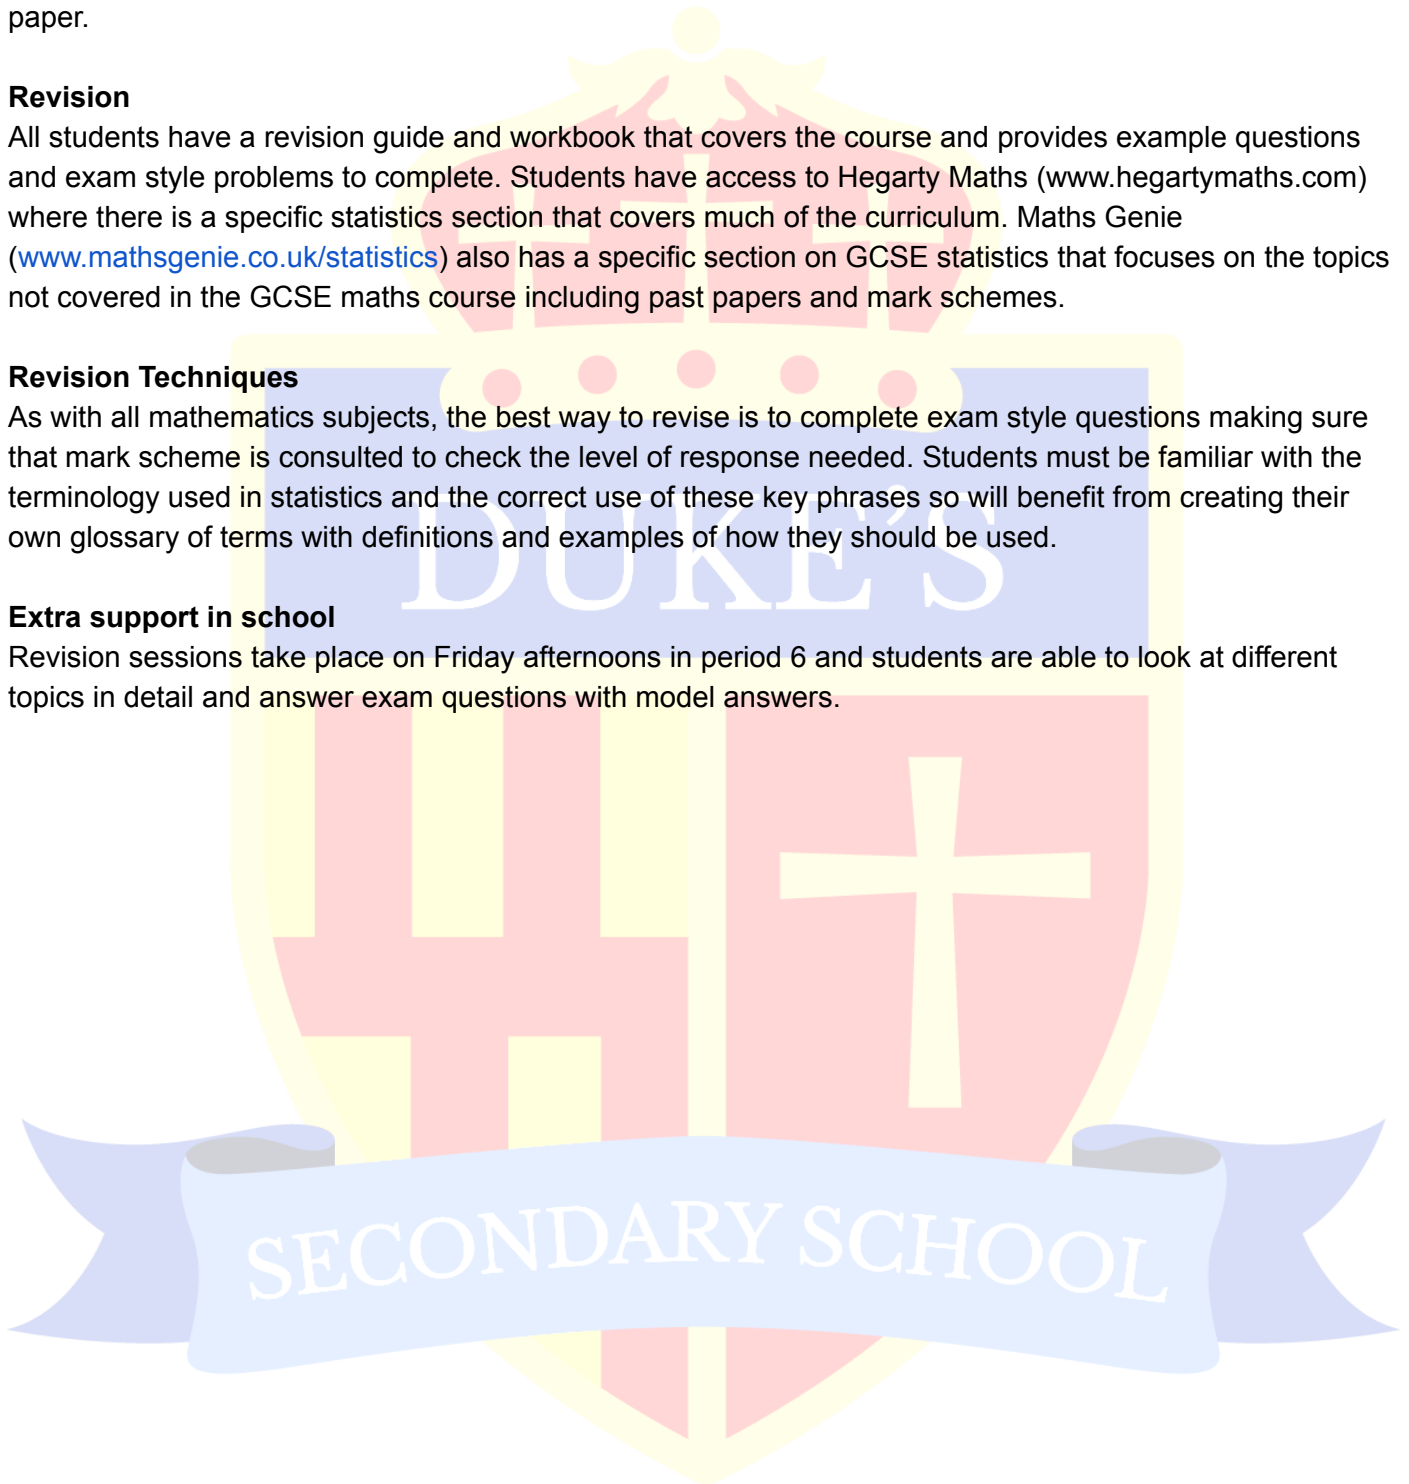 paper.
Revision
All students have a revision guide and workbook that covers the course and provides example questions
and exam style problems to complete. Students have access to Hegarty Maths (www.hegartymaths.com)
where there is a specific statistics section that covers much of the curriculum. Maths Genie
(www.mathsgenie.co.uk/statistics) also has a specific section on GCSE statistics that focuses on the topics
not covered in the GCSE maths course including past papers and mark schemes.
Revision Techniques
As with all mathematics subjects, the best way to revise is to complete exam style questions making sure
that mark scheme is consulted to check the level of response needed. Students must be familiar with the
terminology used in statistics and the correct use of these key phrases so will benefit from creating their
own glossary of terms with definitions and examples of how they should be used.
DUKE'S
Extra support in school
Revision sessions take place on Friday afternoons in period 6 and students are able to look at different
topics in detail and answer exam questions with model answers.
SECONDARY SCHOOL